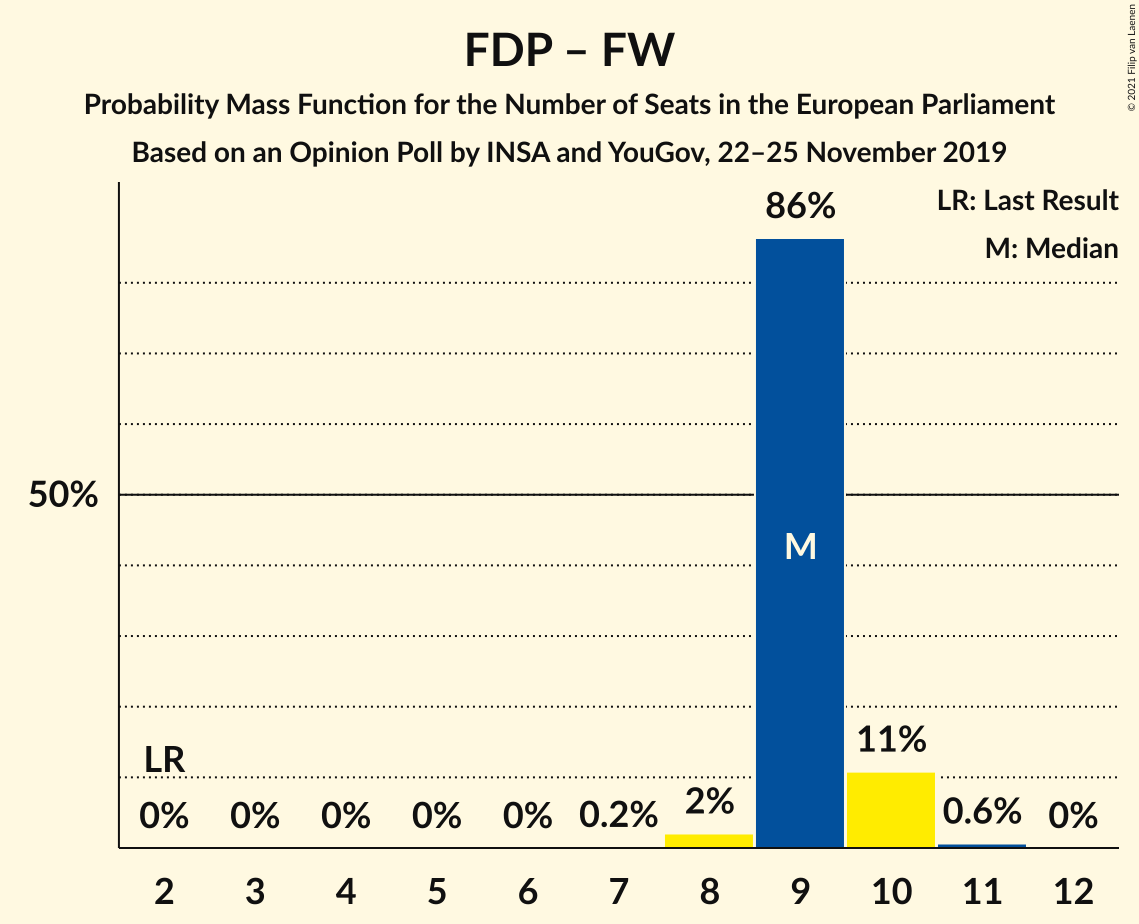 FDP – FW
Probability Mass Function for the Number of Seats in the European Parliament
Based on an Opinion Poll by INSA and YouGov, 22–25 November 2019
© 2021 Filip van Laenen
LR: Last Result
M: Median
86%
50%
M
LR
0% 0% 0% 0% 0% 0.2% 2% 11% 0.6% 0%
2 3 4 5 6 7 8 9 10 11 12